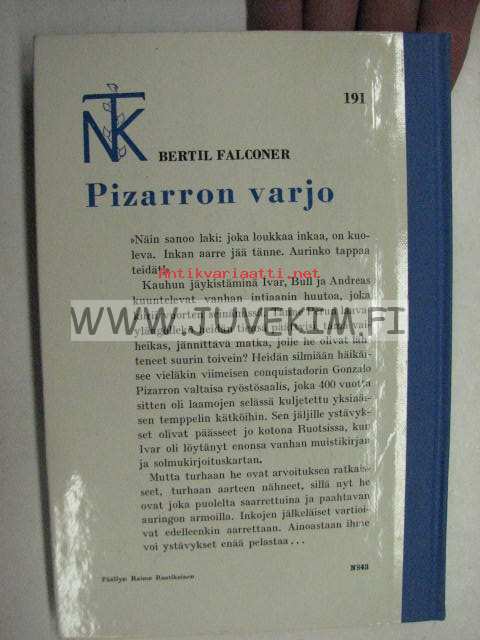 NTK
191
BERTIL FALCONER
Pizarron varjo
»Näin sanoo laki: joka loukkaa inkaa, on kuo-
leva. Inkan aarre jää tänne. Aurinko tappaa
teidät!»
Antikvariaatti.net
Kauhun jäykistäminä Ivar, Bull ja Andreas
kuuntelevat vanhan intiaanin huutoa, joka
WWW.JUWEKIM.FI
heikas, jännittävä matka, jolle he olivat läh-
teneet suurin toivein? Heidän silmiään häikäi-
see vieläkin viimeisen conquistadorin Gonzalo
Pizarron valtaisa ryöstösaalis, joka 400 vuotta
sitten oli laamojen selässä kuljetettu yksinäi-
sen temppelin kätköihin. Sen jäljille ystävyk-
set olivat päässeet jo kotona Ruotsissa, kun
Ivar oli löytänyt enonsa vanhan muistikirjan
ja solmukirjoituskartan.
Mutta turhaan he ovat arvoituksen ratkais-
seet, turhaan aarteen nähneet, sillä nyt he
ovat joka puolelta saarrettuina ja paahtavan
auringon armoilla. Inkojen jälkeläiset vartioi-
vat edelleenkin aarrettaan. Ainoastaan ihme
voi ystävykset enää pelastaa...
Päällys: Raimo Raatikainen
NS43